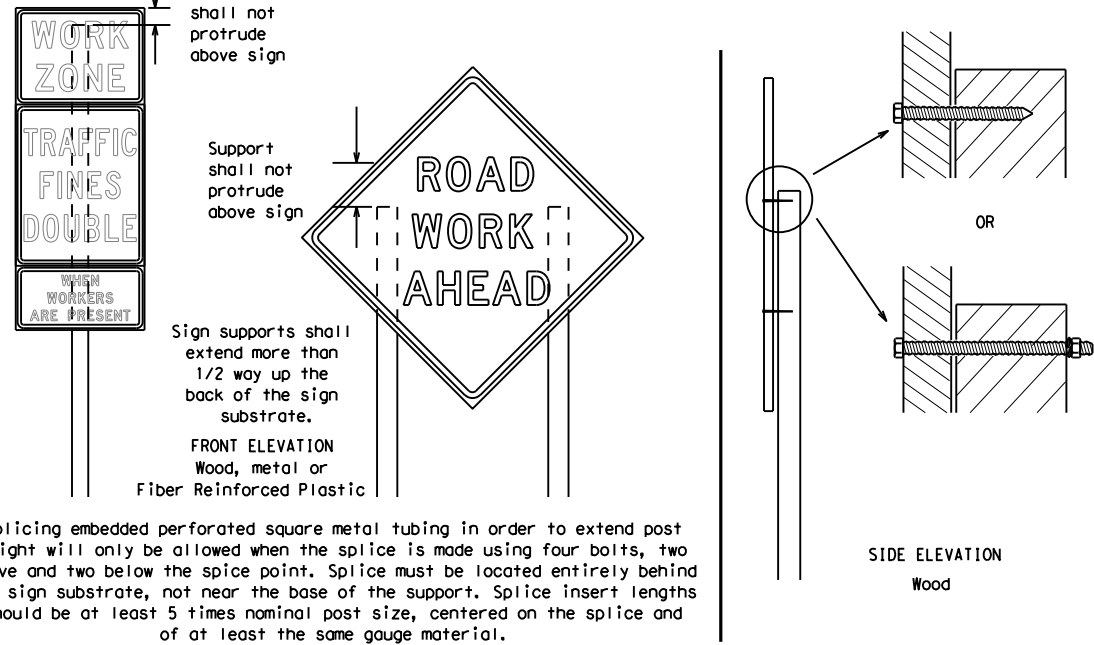 shall not
protrude
above sign
WORK
ZONE
TRAFFIC
FINES
DOUBLE
WHEN
WORKERS
ARE PRESENT
Support
shall not
protrude
above sign
ROAD
WORK
AHEAD
Sign supports shall
extend more than
1/2 way up the
back of the sign
substrate.
FRONT ELEVATION
Wood, metal or
Fiber Reinforced Plastic
OR
SIDE ELEVATION
Wood
plicing embedded perforated square metal tubing in order to extend post
ight will only be allowed when the splice is made using four bolts, two
ve and two below the spice point. Splice must be located entirely behind
sign substrate, not near the base of the support. Splice insert lengths
ould be at least 5 times nominal post size, centered on the splice and
of at least the same gauge material.